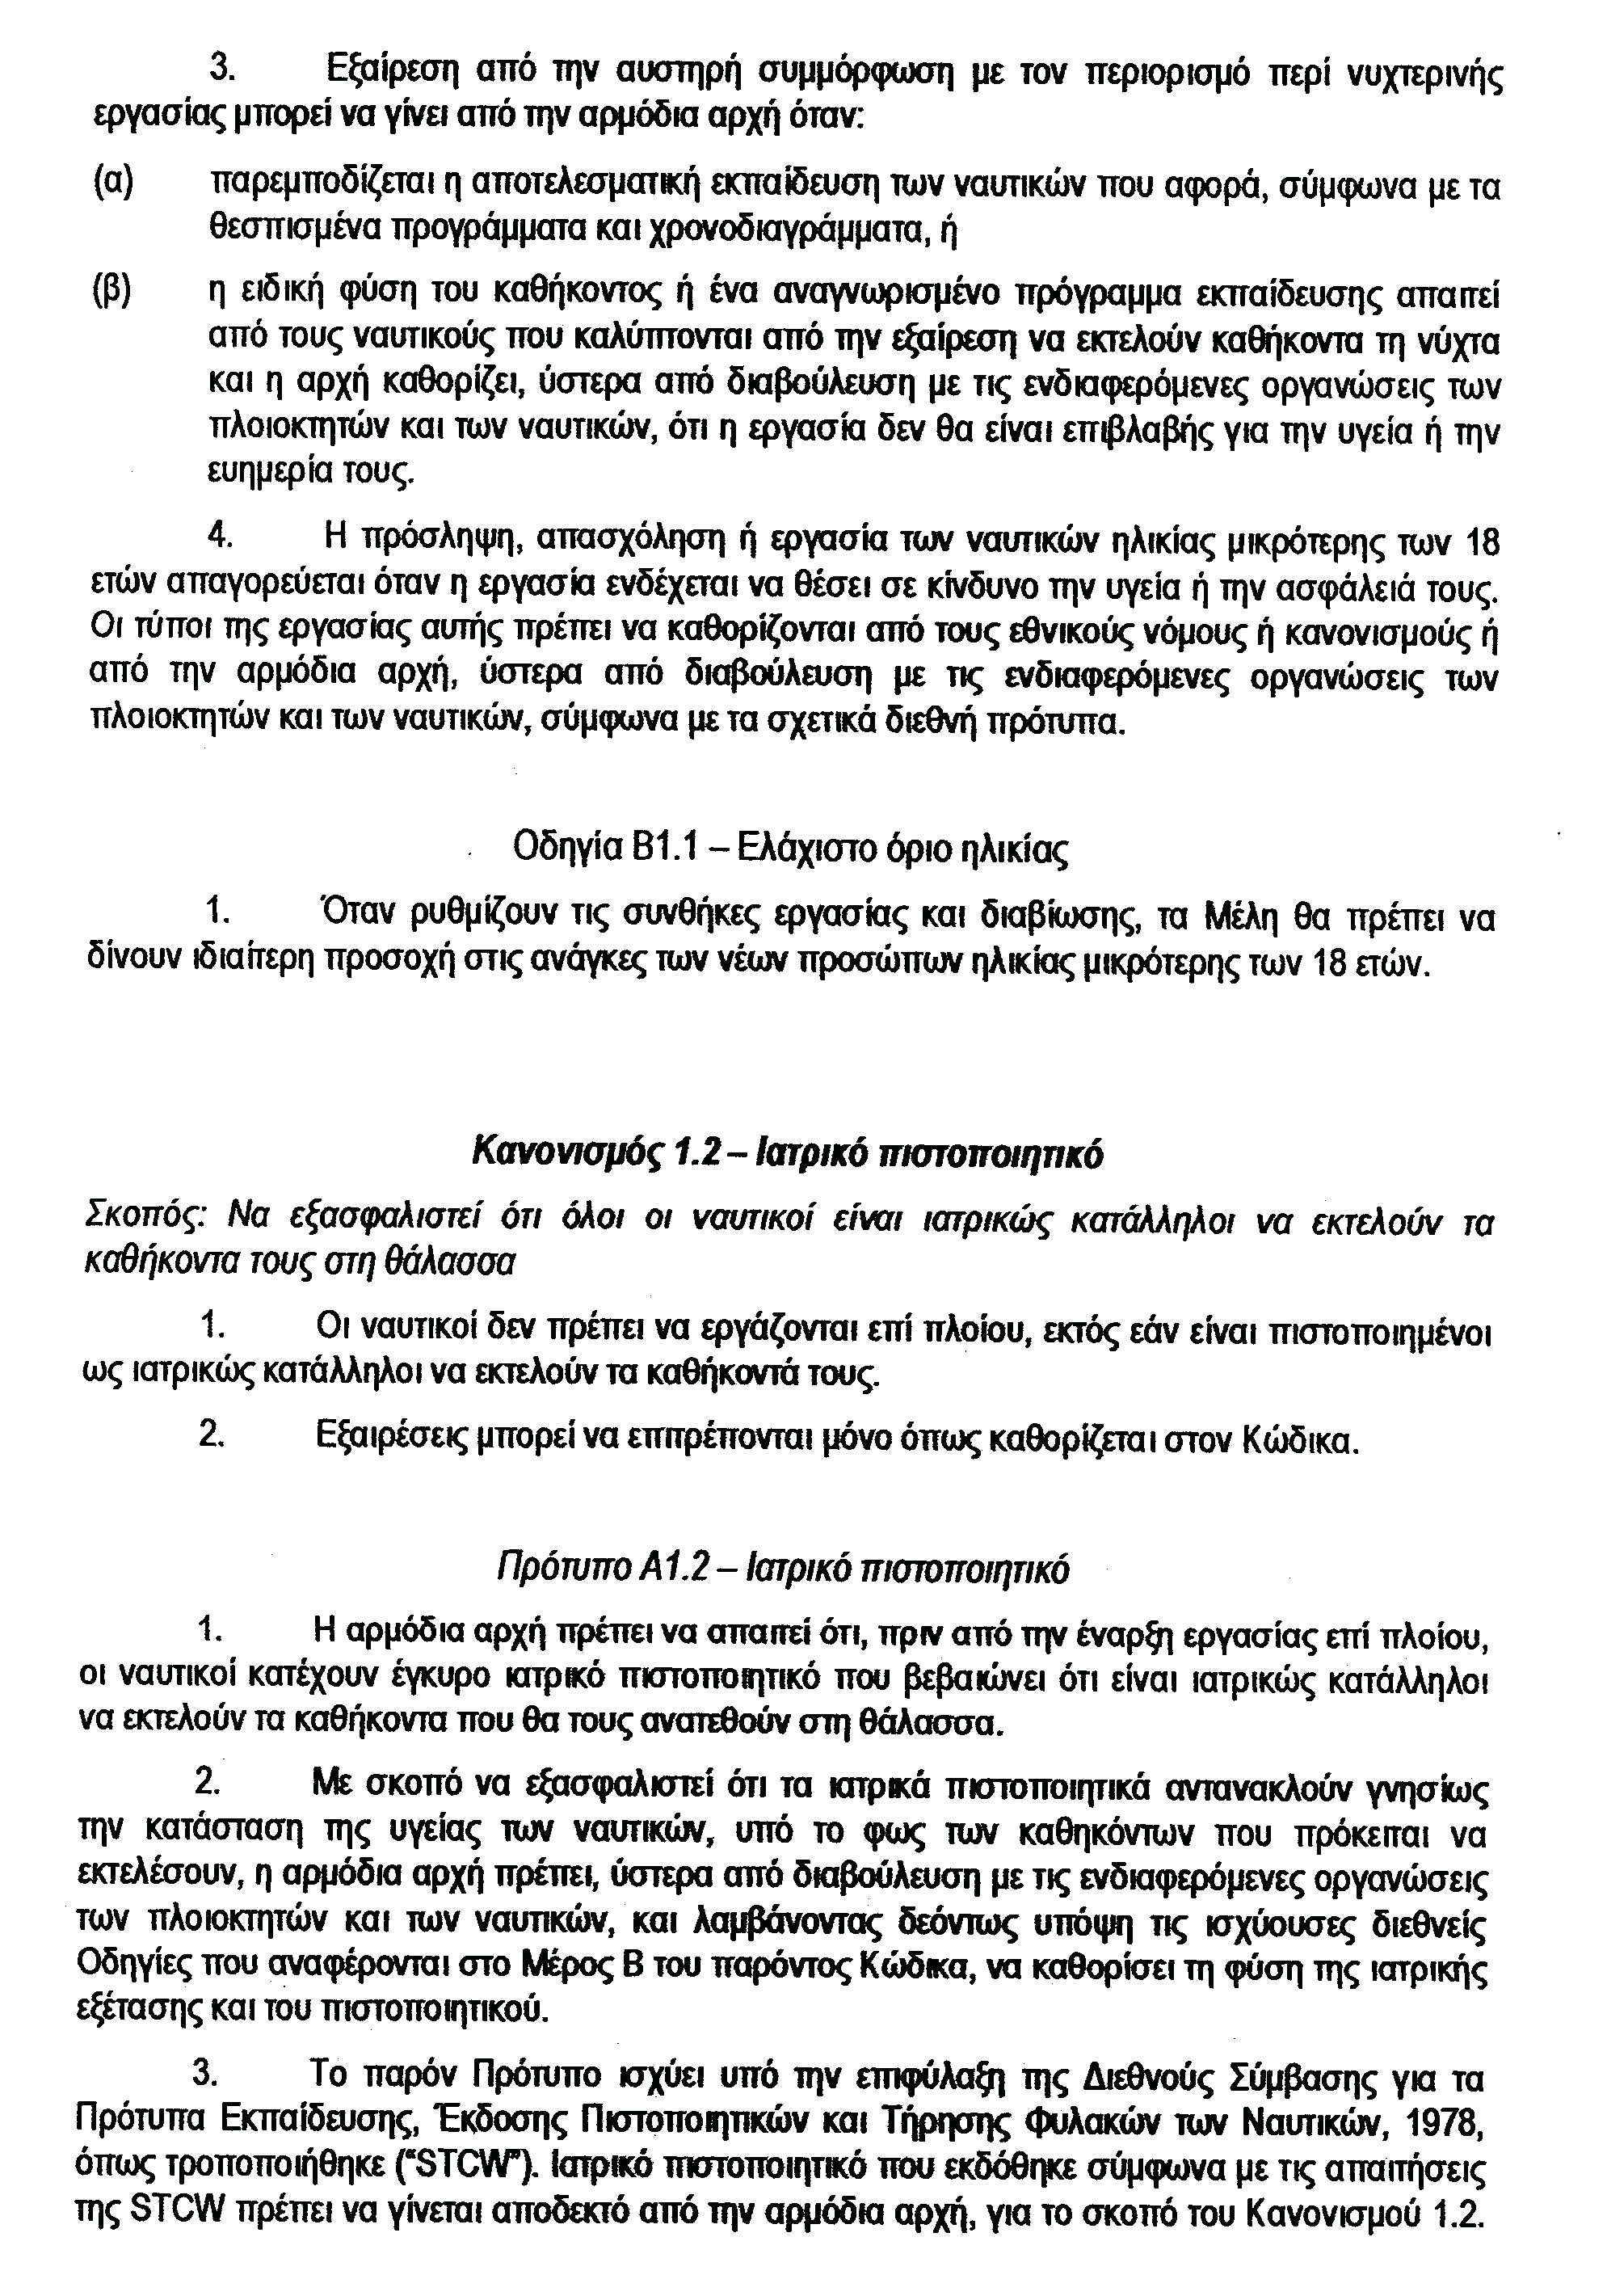 3. Εξαίρεση από την αυστηρή συμμόρφωση με τον περιορισμό περί νυχτερινής
εργασίας μπορεί να γίνει από την αρμόδια αρχή όταν:
(α) παρεμποδίζεται η αποτελεσματική εκπαίδευση των ναυτικών που αφορά, σύμφωνα με τα
θεσπισμένα προγράμματα και χρονοδιαγράμματα, ή
(β) η ειδική φύση του καθήκοντος ή ένα αναγνωρισμένο πρόγραμμα εκπαίδευσης απαιτεί
από τους ναυτικούς που καλύπτονται από την εξαίρεση να εκτελούν καθήκοντα τη νύχτα
και η αρχή καθορίζει, ύστερα από διαβούλευση με τις ενδιαφερόμενες οργανώσεις των
πλοιοκτητών και των ναυτικών, ότι η εργασία δεν θα είναι επιβλαβής για την υγεία ή την
ευημερία τους.
4. Η πρόσληψη, απασχόληση ή εργασία των ναυτικών ηλικίας μικρότερης των 18
ετών απαγορεύεται όταν η εργασία ενδέχεται να θέσει σε κίνδυνο την υγεία ή την ασφάλειά τους.
Οι τύποι της εργασίας αυτής πρέπει να καθορίζονται από τους εθνικούς νόμους ή κανονισμούς ή
από την αρμόδια αρχή, ύστερα από διαβούλευση με τις ενδιαφερόμενες οργανώσεις των
πλοιοκτητών και των ναυτικών, σύμφωνα με τα σχετικά διεθνή πρότυπα.
Οδηγία Β1.1 – Ελάχιστο όριο ηλικίας
1. Όταν ρυθμίζουν τις συνθήκες εργασίας και διαβίωσης, τα Μέλη θα πρέπει να
δίνουν ιδιαίτερη προσοχή στις ανάγκες των νέων προσώπων ηλικίας μικρότερης των 18 ετών.
Κανονισμός 1.2 – Ιατρικό πιστοποιητικό
Σκοπός: Να εξασφαλιστεί ότι όλοι οι ναυτικοί είναι ιατρικώς κατάλληλοι να εκτελούν τα
καθήκοντα τους στη θάλασσα
1. Οι ναυτικοί δεν πρέπει να εργάζονται επί πλοίου, εκτός εάν είναι πιστοποιημένοι
ως ιατρικώς κατάλληλοι να εκτελούν τα καθήκοντά τους.
2. Εξαιρέσεις μπορεί να επιτρέπονται μόνο όπως καθορίζεται στον Κώδικα.
Πρότυπο Α1.2 – Ιατρικό πιστοποιητικό
1. Η αρμόδια αρχή πρέπει να απαιτεί ότι, πριν από την έναρξη εργασίας επί πλοίου,
οι ναυτικοί κατέχουν έγκυρο ιατρικό πιστοποιητικό που βεβαιώνει ότι είναι ιατρικώς κατάλληλοι
να εκτελούν τα καθήκοντα που θα τους ανατεθούν στη θάλασσα.
2. Με σκοπό να εξασφαλιστεί ότι τα ιατρικά πιστοποιητικά αντανακλούν γνησίως
την κατάσταση της υγείας των ναυτικών, υπό το φως των καθηκόντων που πρόκειται να
εκτελέσουν, η αρμόδια αρχή πρέπει, ύστερα από διαβούλευση με τις ενδιαφερόμενες οργανώσεις
των πλοιοκτητών και των ναυτικών, και λαμβάνοντας δεόντως υπόψη τις ισχύουσες διεθνείς
Οδηγίες που αναφέρονται στο Μέρος Β του παρόντος Κώδικα, να καθορίσει τη φύση της ιατρικής
εξέτασης και του πιστοποιητικού.
3. Το παρόν Πρότυπο ισχύει υπό την επιφύλαξη της Διεθνούς Σύμβασης για τα
Πρότυπα Εκπαίδευσης, Έκδοσης Πιστοποιητικών και Τήρησης Φυλακών των Ναυτικών, 1978,
όπως τροποποιήθηκε (“STCW”). Ιατρικό πιστοποιητικό που εκδόθηκε σύμφωνα με τις απαιτήσεις
της STCW πρέπει να γίνεται αποδεκτό από την αρμόδια αρχή, για το σκοπό του Κανονισμού 1.2.